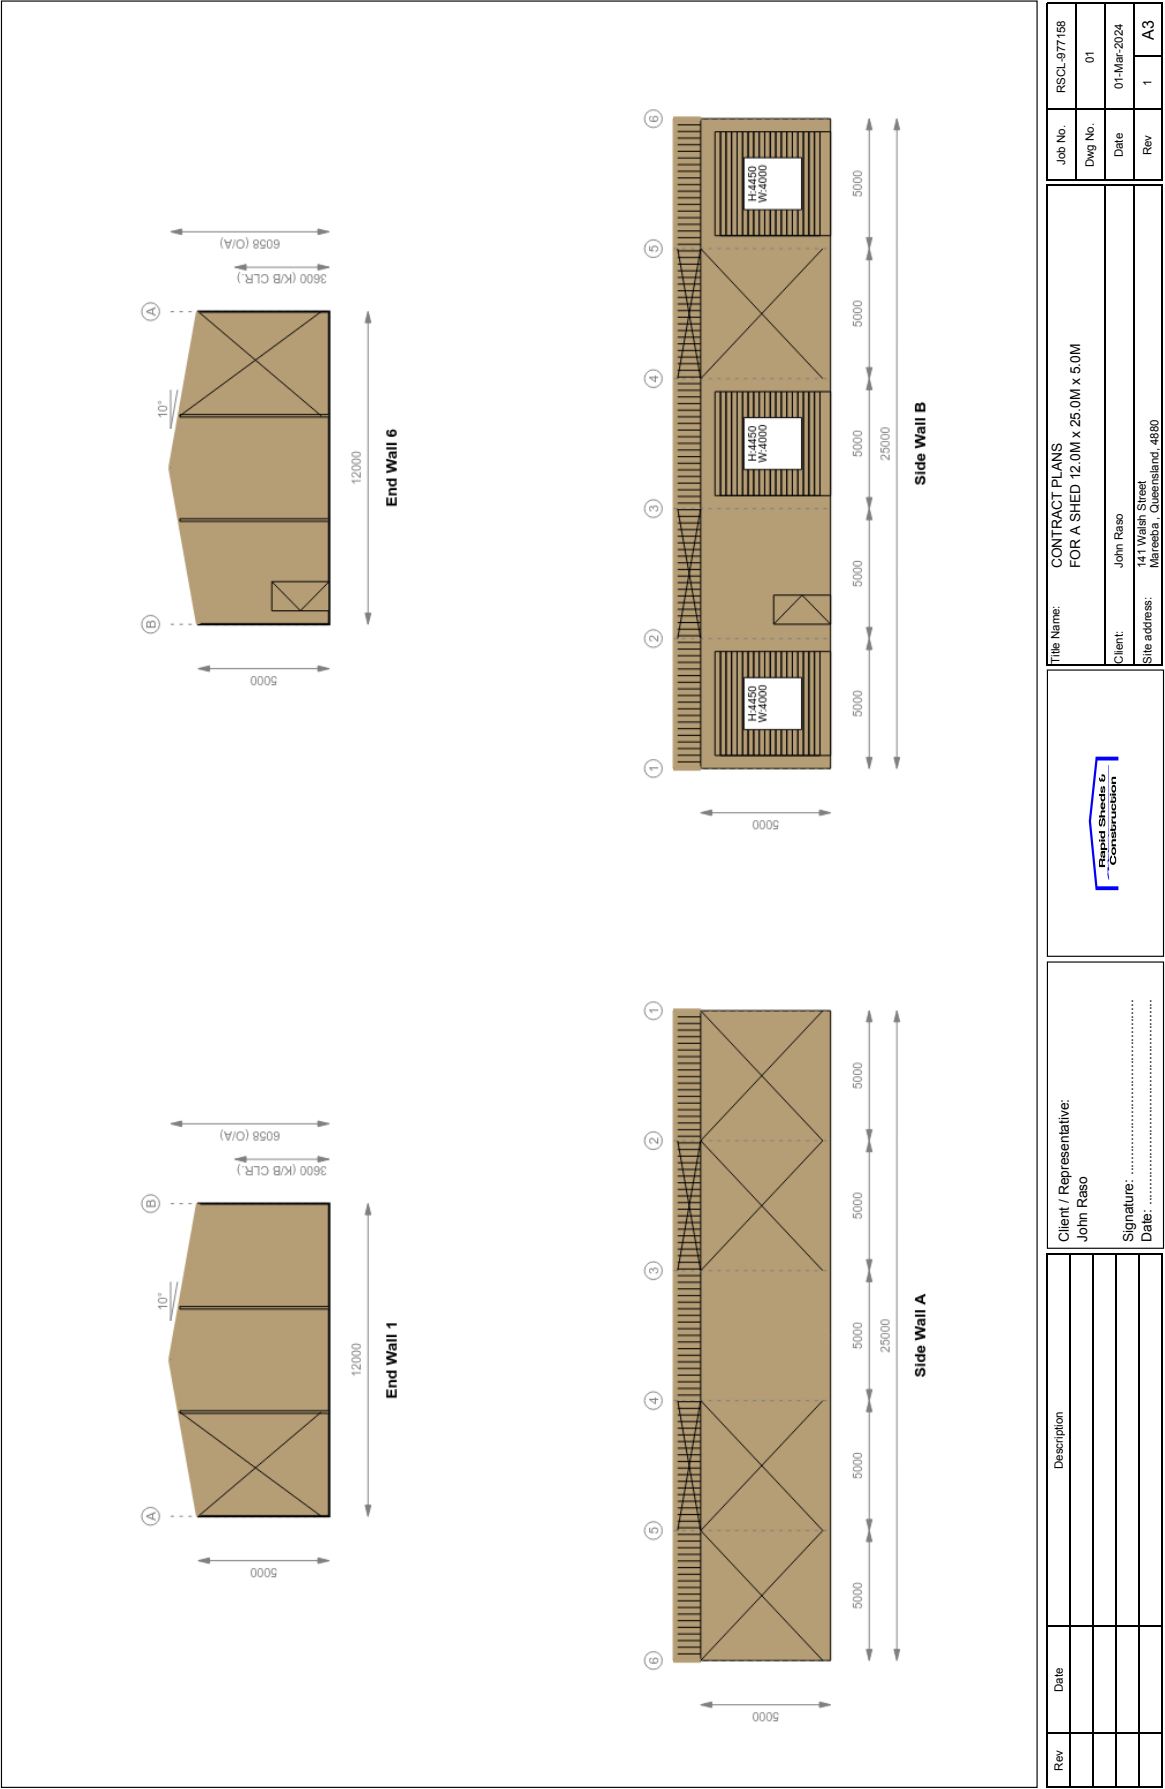 End Wall 1
A
B
10°
12000
5000
6058 (O/A)
3600 (K/B CLR.)
End Wall 6
B
A
10°
12000
5000
6058 (O/A)
3600 (K/B CLR.)
Side Wall A
6
5
4
3
2
1
5000
5000
5000
5000
5000
5000
25000
Side Wall B
1
2
3
4
5
6
H:4450
W:4000
H:4450
W:4000
H:4450
W:4000
5000
5000
5000
5000
5000
5000
25000
Rev
Date
Description
Client / Representative:
John Raso
Signature: ......................................................
Date: ......................................................
Rapid Sheds &
Construction
Title Name:
CONTRACT PLANS
FOR A SHED 12.0M x 25.0M x 5.0M
Client:
John Raso
Site address:
141 Walsh Street
Mareeba , Queensland, 4880
Job No.
RSCL-977158
Dwg No.
01
Date
01-Mar-2024
Rev
1
A3